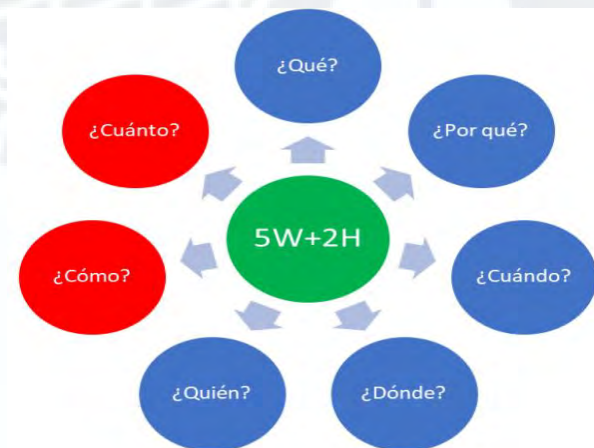 ¿Qué?
¿Por qué?
¿Cuándo?
¿Dónde?
¿Quién?
¿Cómo?
¿Cuánto?
5W+2H